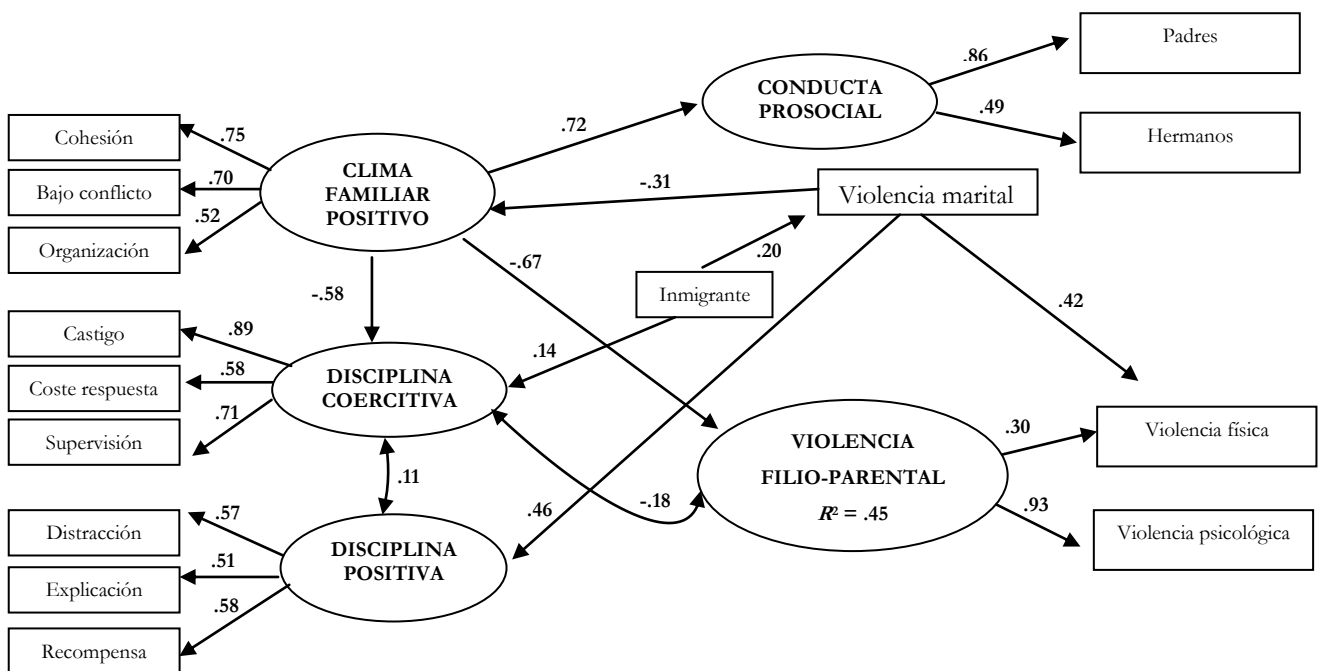 Padres
.86
CONDUCTA
PROSOCIAL
.49
Hermanos
.72
Cohesión
.75
Bajo conflicto
.70
Organización
.52
CLIMA
FAMILIAR
POSITIVO
-.31
Violencia marital
.20
Inmigrante
-.67
-.58
.42
Castigo
.89
Coste respuesta
.58
Supervisión
.71
DISCIPLINA
COERCITIVA
.14
VIOLENCIA
FILIO-PARENTAL
R² = .45
.30
Violencia física
.93
Violencia psicológica
.11
-.18
.46
Distracción
.57
Explicación
.51
Recompensa
.58
DISCIPLINA
POSITIVA